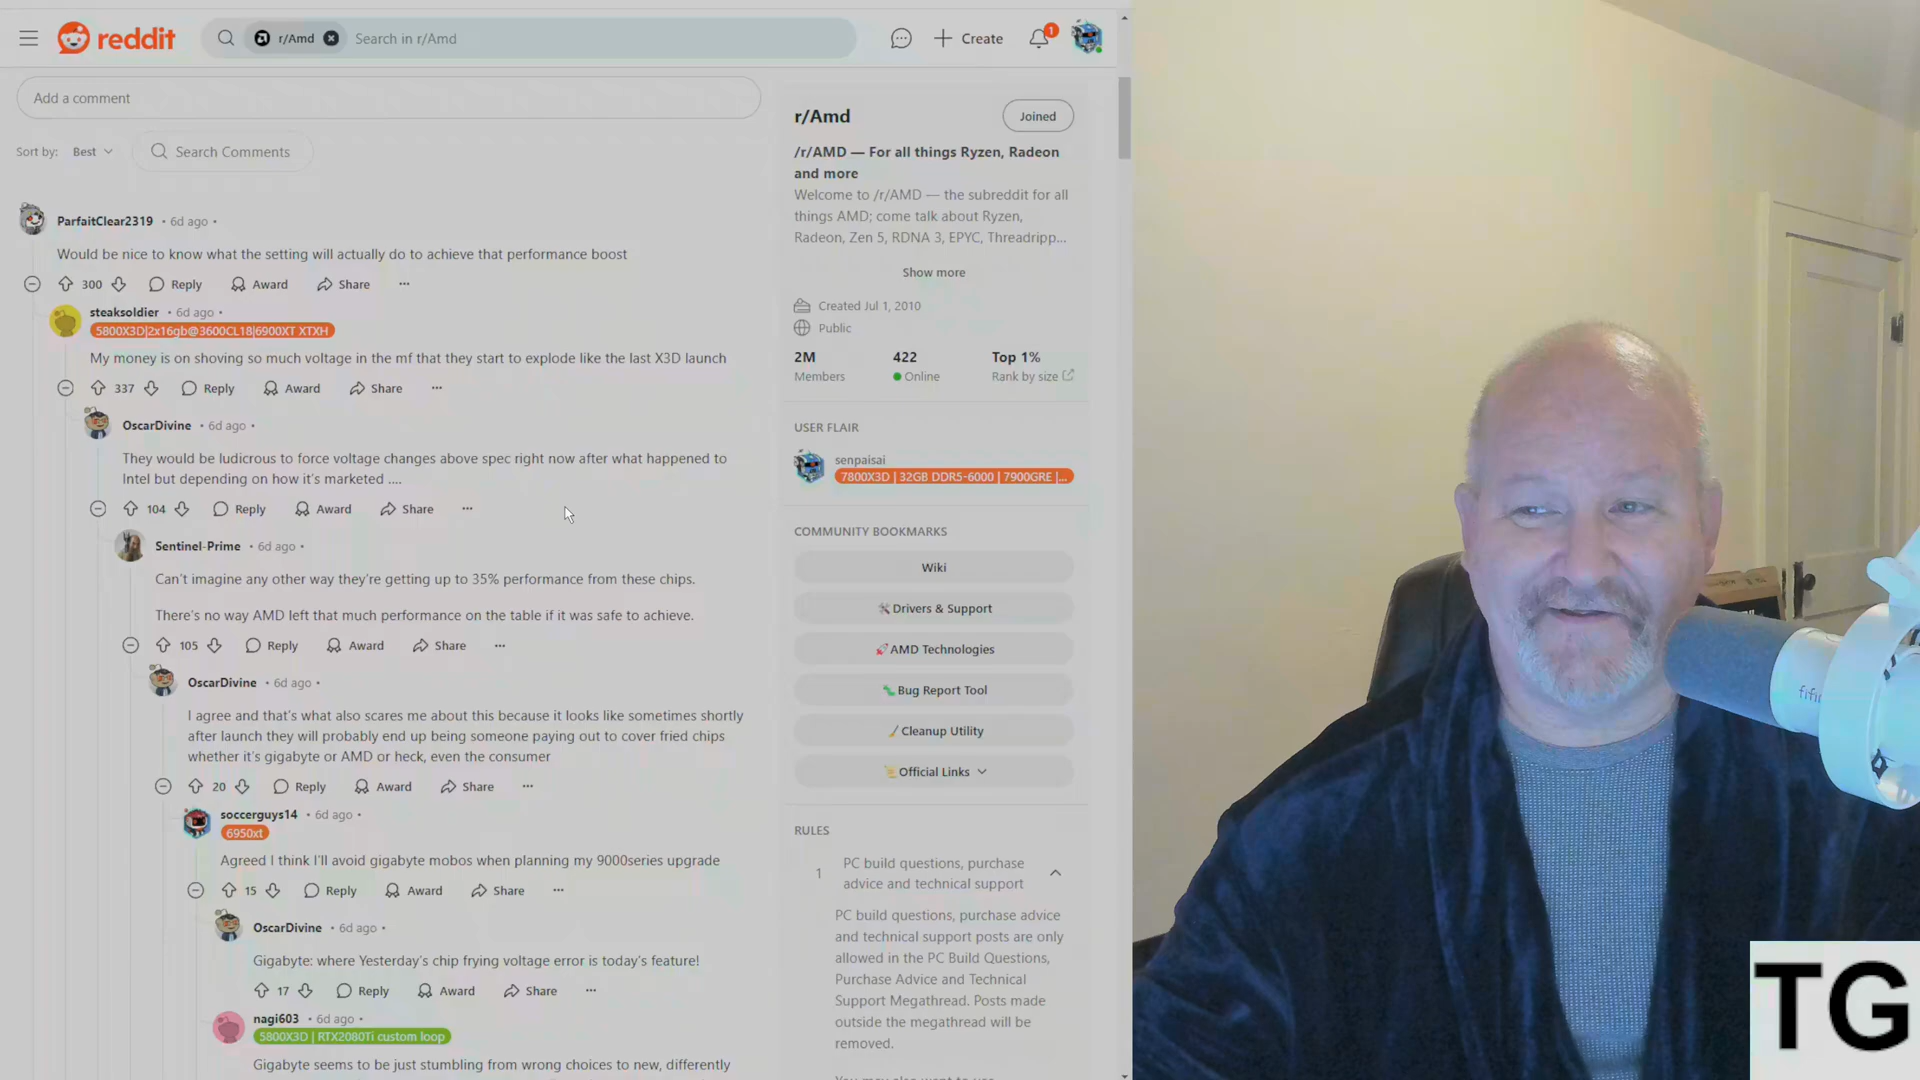 reddit
r/Amd
Search in r/Amd
Create
1
Add a comment
Sort by: Best
Search Comments
ParfaitClear2319 • 6d ago •
Would be nice to know what the setting will actually do to achieve that performance boost
300 Reply Award Share ...
steaksoldier • 6d ago •
5800X3D|2x16gb@3600CL18|6900XT XTXH
My money is on shoving so much voltage in the mf that they start to explode like the last X3D launch
337 Reply Award Share ...
OscarDivine • 6d ago •
They would be ludicrous to force voltage changes above spec right now after what happened to
Intel but depending on how it's marketed ....
104 Reply Award Share ...
Sentinel-Prime • 6d ago •
Can't imagine any other way they're getting up to 35% performance from these chips.
There's no way AMD left that much performance on the table if it was safe to achieve.
105 Reply Award Share ...
OscarDivine • 6d ago •
I agree and that's what also scares me about this because it looks like sometimes shortly
after launch they will probably end up being someone paying out to cover fried chips
whether it's gigabyte or AMD or heck, even the consumer
20 Reply Award Share ...
soccerguys14 • 6d ago •
6950xt
Agreed I think I'll avoid gigabyte mobos when planning my 9000series upgrade
15 Reply Award Share ...
OscarDivine • 6d ago •
Gigabyte: where Yesterday's chip frying voltage error is today's feature!
17 Reply Award Share ...
nagi603 • 6d ago •
5800X3D | RTX2080Ti custom loop
Gigabyte seems to be just stumbling from wrong choices to new, differently
r/Amd
Joined
/r/AMD — For all things Ryzen, Radeon
and more
Welcome to /r/AMD — the subreddit for all
things AMD; come talk about Ryzen,
Radeon, Zen 5, RDNA 3, EPYC, Threadripp...
Show more
Created Jul 1, 2010
Public
2M 422 Top 1%
Members Online Rank by size
USER FLAIR
senpaisai
7800X3D | 32GB DDR5-6000 | 7900GRE |...
COMMUNITY BOOKMARKS
Wiki
Drivers & Support
AMD Technologies
Bug Report Tool
Cleanup Utility
Official Links
RULES
1
PC build questions, purchase
advice and technical support
PC build questions, purchase advice
and technical support posts are only
allowed in the PC Build Questions,
Purchase Advice and Technical
Support Megathread. Posts made
outside the megathread will be
removed.
TG